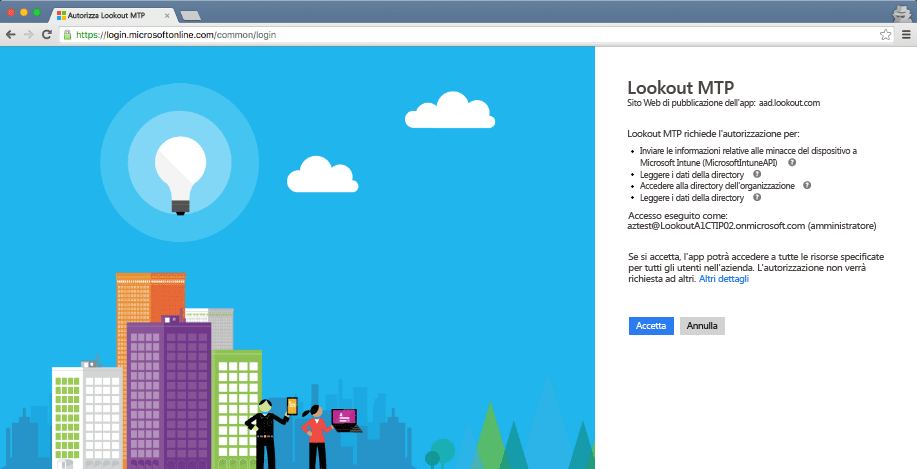 Autorizza Lookout MTP
https://login.microsoftonline.com/common/login
Lookout MTP
Sito Web di pubblicazione dell'app: aad.lookout.com
Lookout MTP richiede l'autorizzazione per:
• Inviare le informazioni relative alle minacce del dispositivo a
Microsoft Intune (MicrosoftIntuneAPI) ?
• Leggere i dati della directory ?
• Accedere alla directory dell'organizzazione ?
• Leggere i dati della directory ?
Accesso eseguito come:
aztest@LookoutA1CTIP02.onmicrosoft.com (amministratore)
Se si accetta, l'app potrà accedere a tutte le risorse specificate
per tutti gli utenti nell'azienda. L'autorizzazione non verrà
richiesta ad altri. Altri dettagli
Accetta Annulla